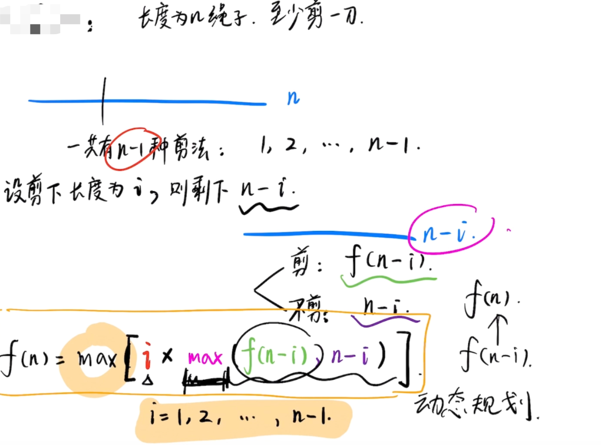 : 长度为n绳子. 至少剪一刀.
n
一共有n-1种剪法: 1, 2, ..., n-1.
设剪下长度为i, 则剩下 n-i.
n-i.
剪: f(n-i).
不剪: n-i.
f(n).
↑
f(n-i).
f(n) = max[i × max(f(n-i), n-i)].
i=1,2, ..., n-1.
动态规划.